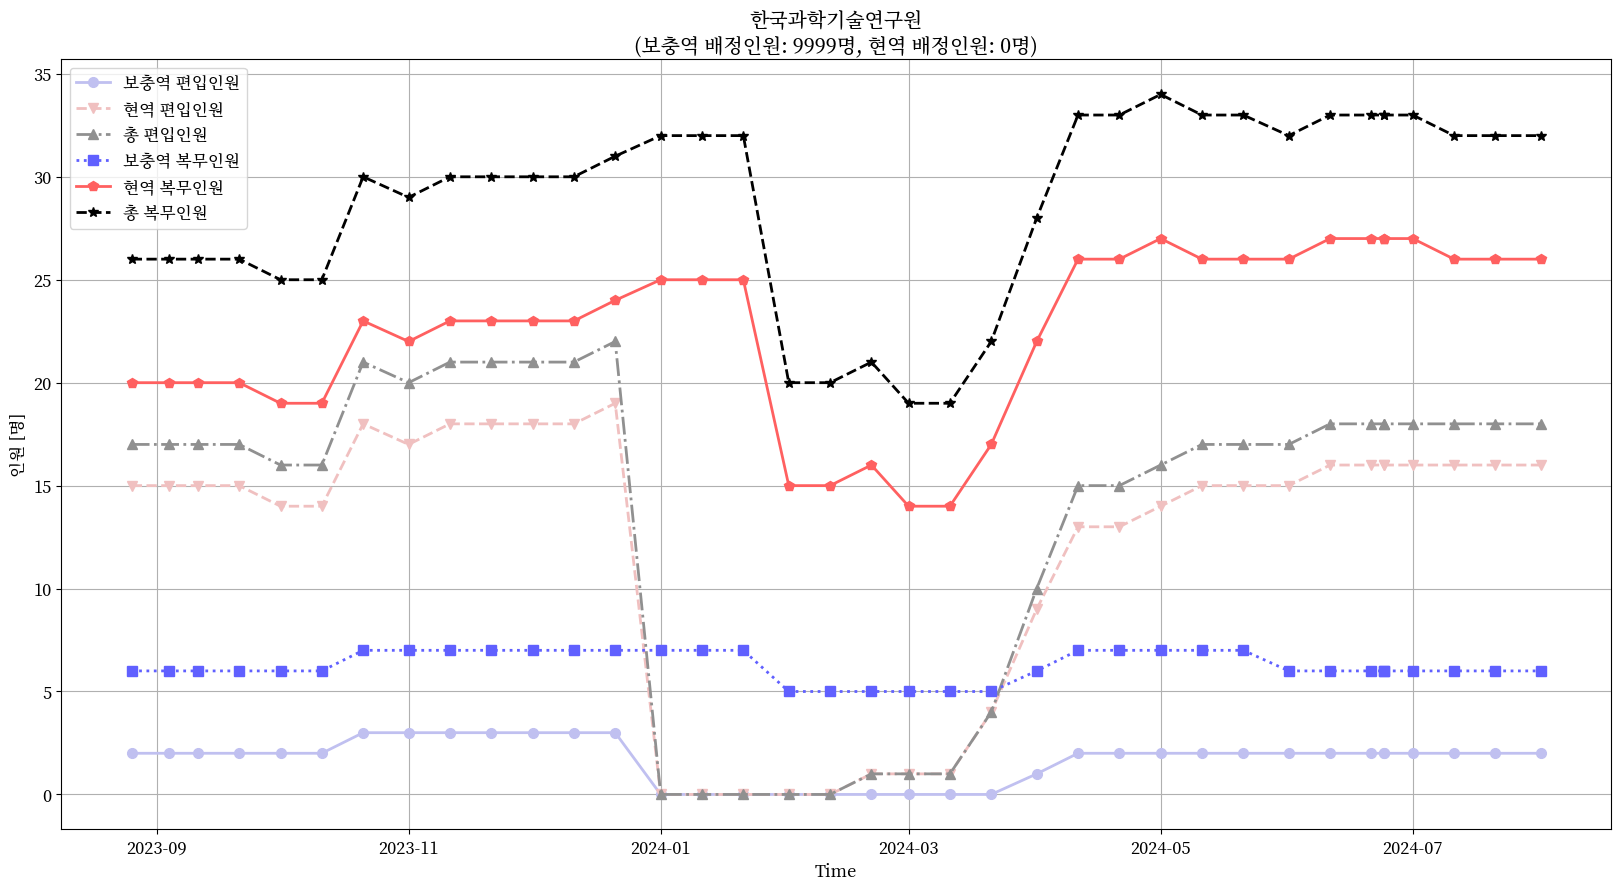 한국과학기술연구원
(보충역 배정인원: 9999명, 현역 배정인원: 0명)
보충역 편입인원
현역 편입인원
총 편입인원
보충역 복무인원
현역 복무인원
총 복무인원
35
30
25
20
15
10
5
0
인원 [명]
2023-09
2023-11
2024-01
2024-03
2024-05
2024-07
Time